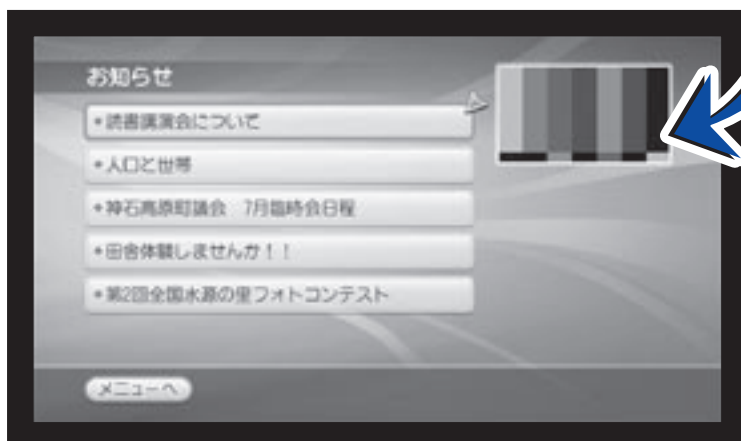 お知らせ
•読書講演会について
•人口と世帯
•神石高原町議会　7月臨時会日程
•田舎体験しませんか！！
•第2回全国水源の里フォトコンテスト
メニューへ